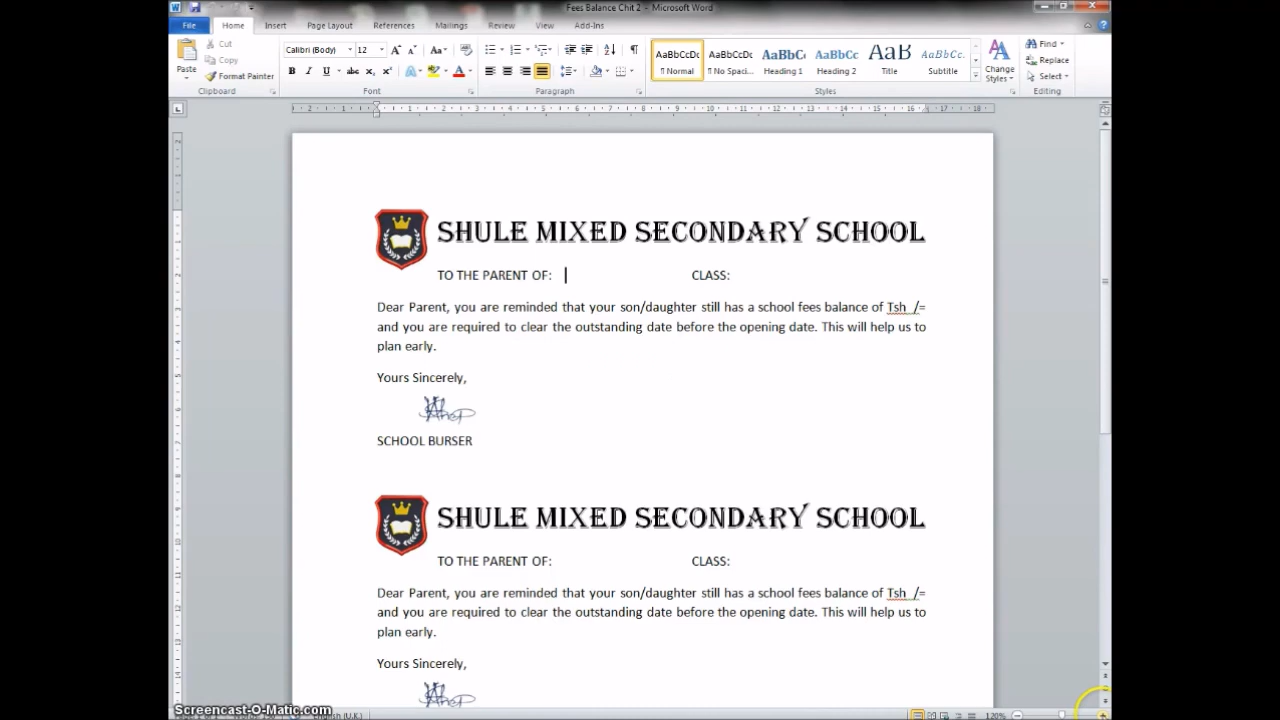 Fees Balance Chit 2 - Microsoft Word
File Home Insert Page Layout References Mailings Review View Add-Ins
Paste Cut Copy Format Painter
Calibri (Body) 12
AaBbCcDc AaBbCcDc AaBbC AaBbCc AaB AaBbCc.
¶ Normal ¶ No Spaci... Heading 1 Heading 2 Title Subtitle
Change Styles
Find Replace Select
Clipboard Font Paragraph Styles Editing
SHULE MIXED SECONDARY SCHOOL
TO THE PARENT OF: CLASS:
Dear Parent, you are reminded that your son/daughter still has a school fees balance of Tsh /=
and you are required to clear the outstanding date before the opening date. This will help us to
plan early.
Yours Sincerely,
SCHOOL BURSER
SHULE MIXED SECONDARY SCHOOL
TO THE PARENT OF: CLASS:
Dear Parent, you are reminded that your son/daughter still has a school fees balance of Tsh /=
and you are required to clear the outstanding date before the opening date. This will help us to
plan early.
Yours Sincerely,
Screencast-O-Matic.com
English (U.K.) 120%